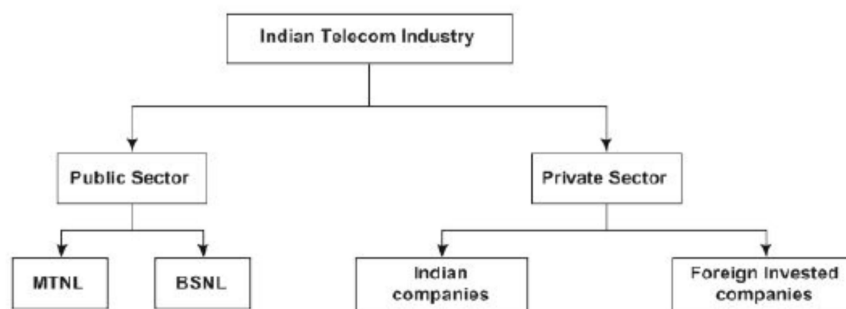 Indian Telecom Industry
Public Sector
Private Sector
MTNL
BSNL
Indian
companies
Foreign Invested
companies